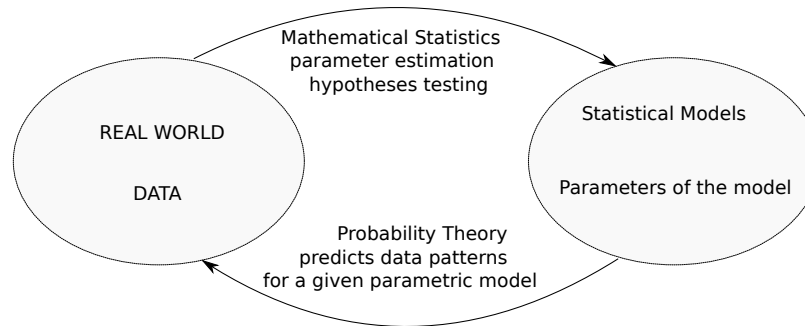 Mathematical Statistics
parameter estimation
hypotheses testing
REAL WORLD
DATA
Statistical Models
Parameters of the model
Probability Theory
predicts data patterns
for a given parametric model